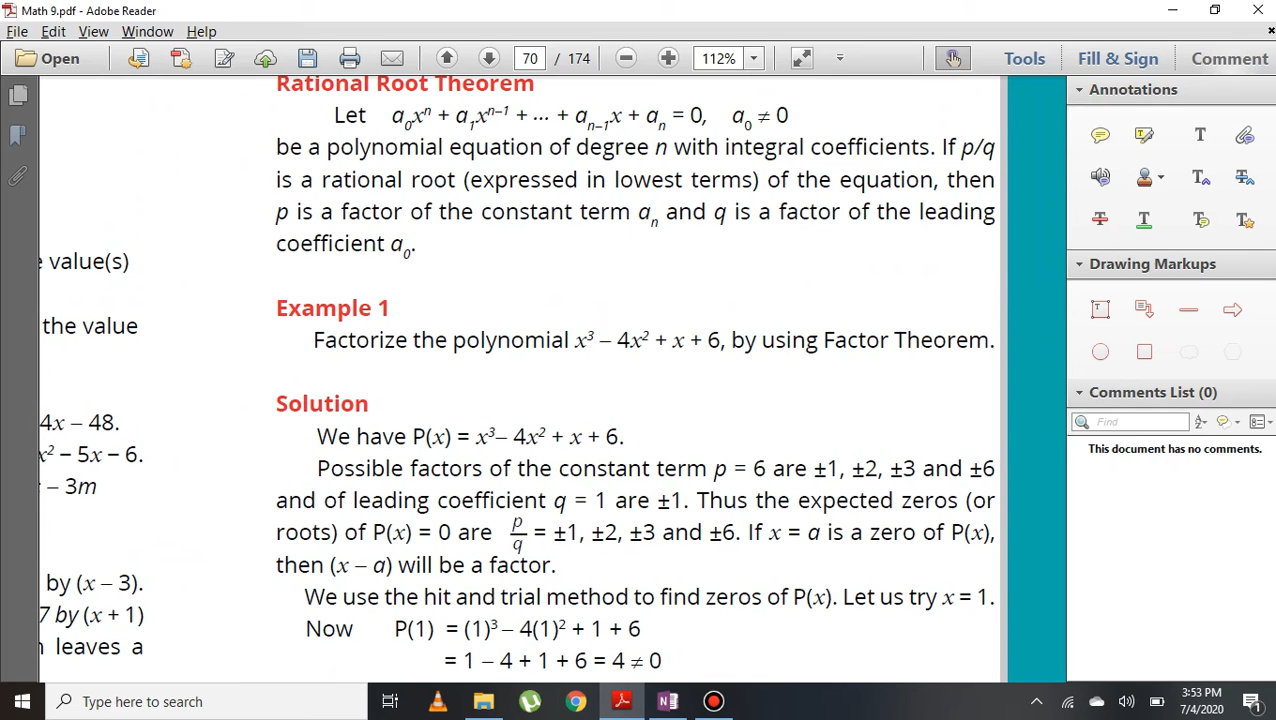 Math 9.pdf - Adobe Reader
File Edit View Window Help
Open 70 / 174 112% Tools Fill & Sign Comment
e value(s)
the value
4x – 48.
x² − 5x − 6.
– 3m
by (x – 3).
7 by (x + 1)
leaves a
Rational Root Theorem
Let a₀xⁿ + a₁xⁿ⁻¹ + ... + aₙ₋₁x + aₙ = 0, a₀ ≠ 0
be a polynomial equation of degree n with integral coefficients. If p/q
is a rational root (expressed in lowest terms) of the equation, then
p is a factor of the constant term aₙ and q is a factor of the leading
coefficient a₀.
Example 1
Factorize the polynomial x³ – 4x² + x + 6, by using Factor Theorem.
Solution
We have P(x) = x³– 4x² + x + 6.
Possible factors of the constant term p = 6 are ±1, ±2, ±3 and ±6
and of leading coefficient q = 1 are ±1. Thus the expected zeros (or
roots) of P(x) = 0 are p/q = ±1, ±2, ±3 and ±6. If x = a is a zero of P(x),
then (x – a) will be a factor.
We use the hit and trial method to find zeros of P(x). Let us try x = 1.
Now P(1) = (1)³ – 4(1)² + 1 + 6
= 1 – 4 + 1 + 6 = 4 ≠ 0
Annotations
Drawing Markups
Comments List (0)
Find
This document has no comments.
Type here to search
3:53 PM
7/4/2020
1